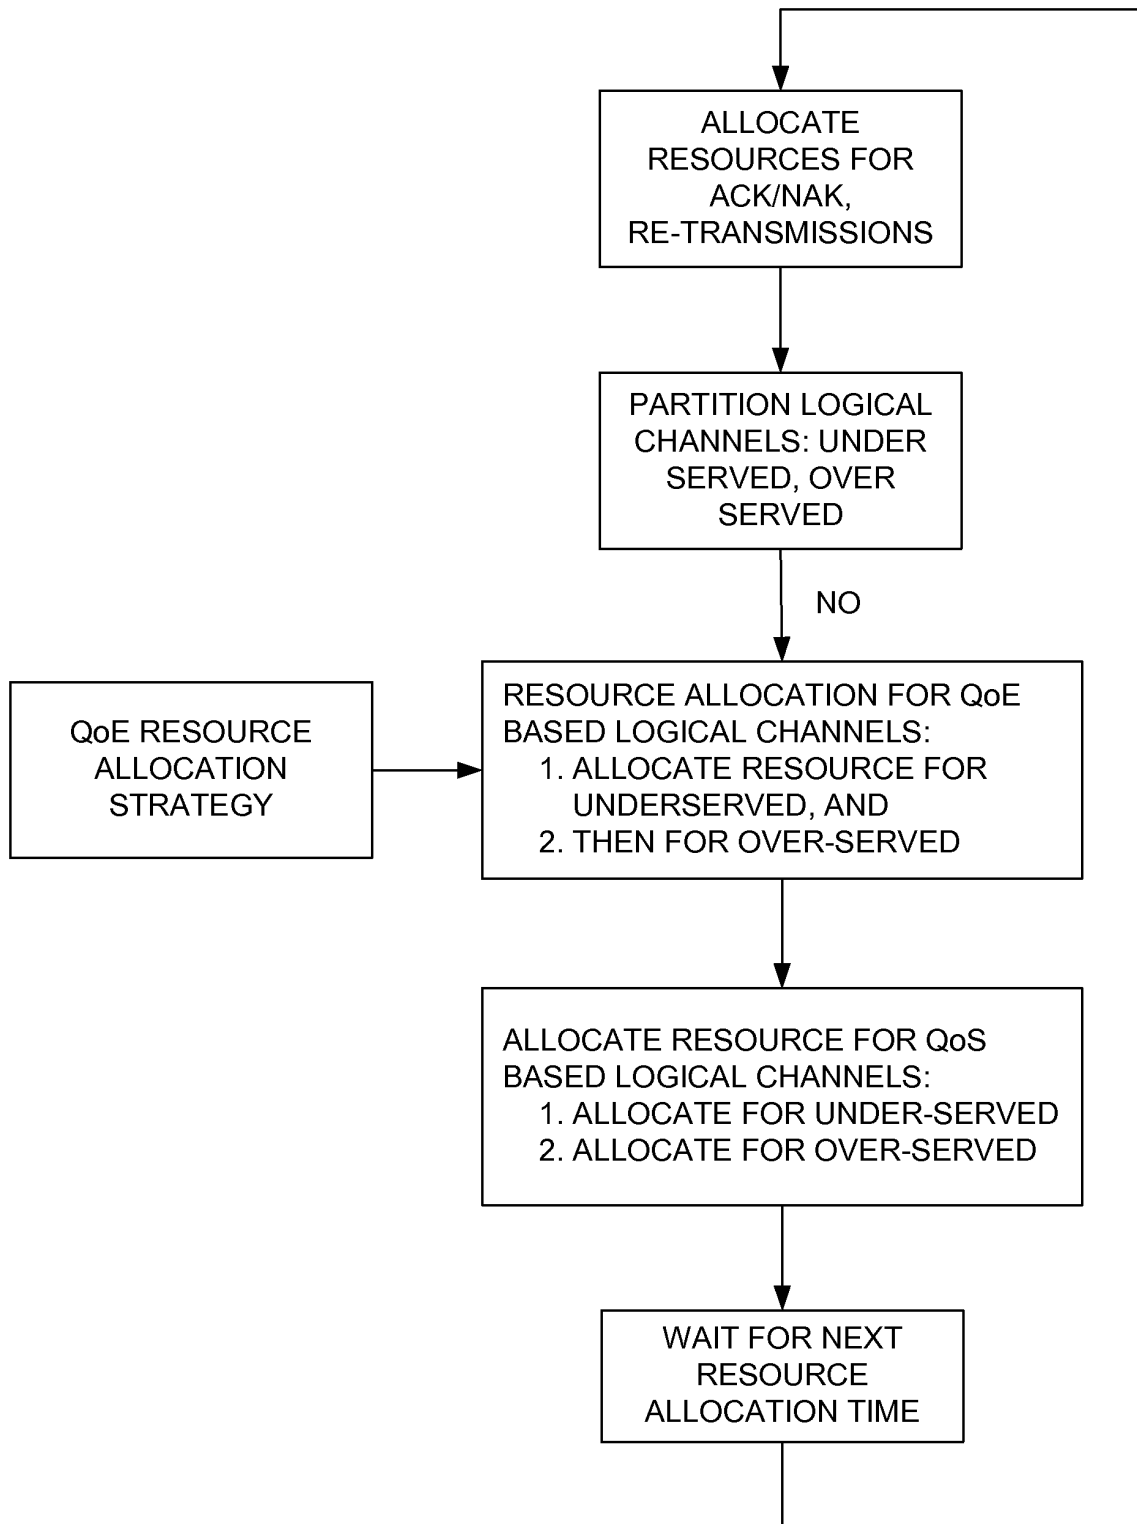 ALLOCATE
RESOURCES FOR
ACK/NAK,
RE-TRANSMISSIONS
PARTITION LOGICAL
CHANNELS: UNDER
SERVED, OVER
SERVED
NO
QoE RESOURCE
ALLOCATION
STRATEGY
RESOURCE ALLOCATION FOR QoE
BASED LOGICAL CHANNELS:
1. ALLOCATE RESOURCE FOR
UNDERSERVED, AND
2. THEN FOR OVER-SERVED
ALLOCATE RESOURCE FOR QoS
BASED LOGICAL CHANNELS:
1. ALLOCATE FOR UNDER-SERVED
2. ALLOCATE FOR OVER-SERVED
WAIT FOR NEXT
RESOURCE
ALLOCATION TIME